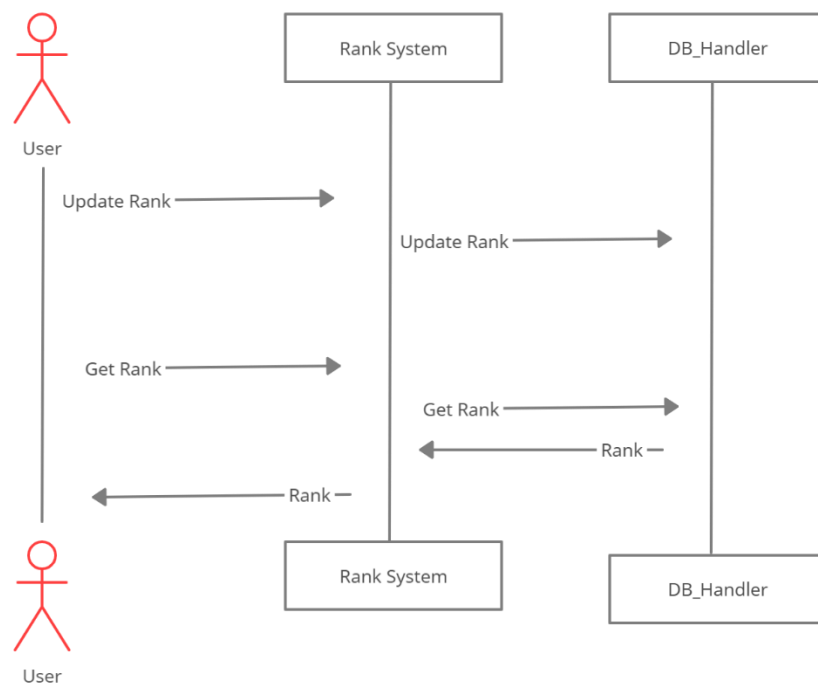 Rank System
DB_Handler
User
Update Rank
Update Rank
Get Rank
Get Rank
Rank
Rank
Rank System
DB_Handler
User